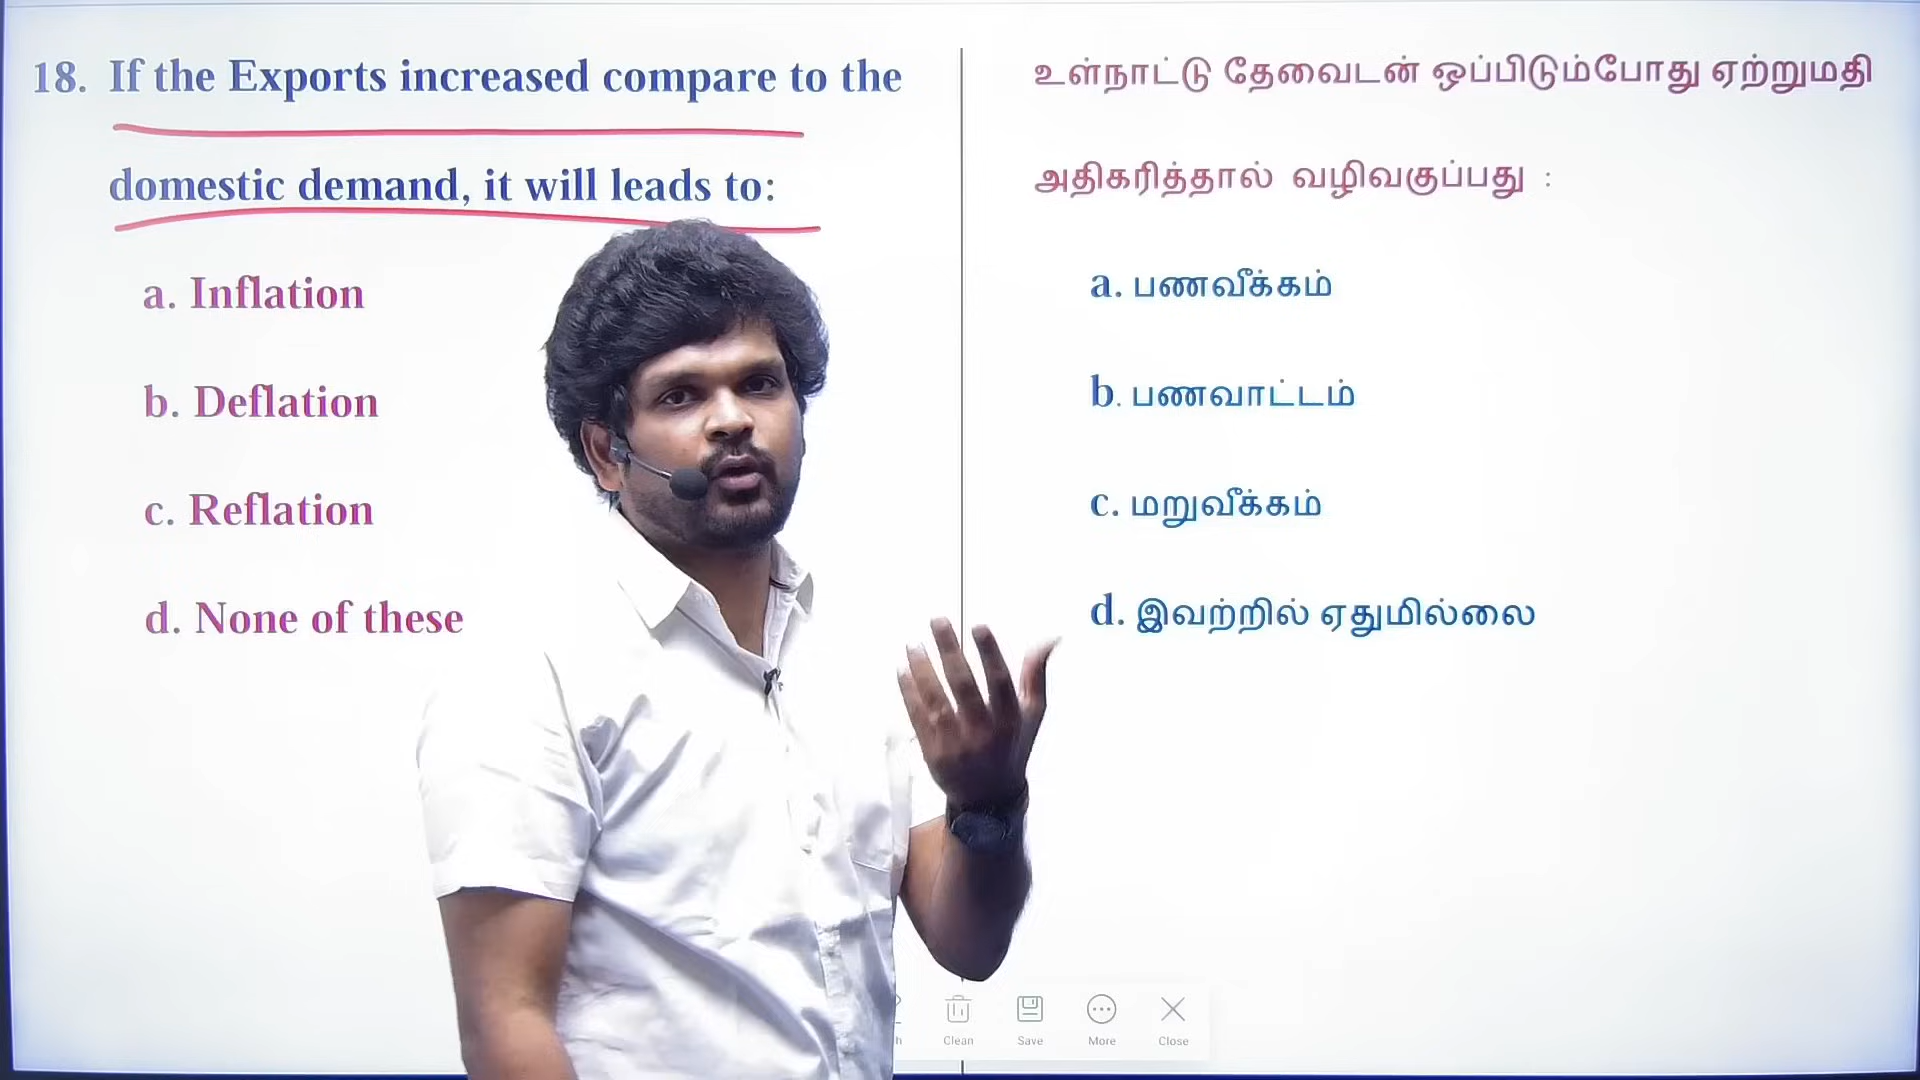 18. If the Exports increased compare to the
domestic demand, it will leads to:
a. Inflation
b. Deflation
c. Reflation
d. None of these
உள்நாட்டு தேவைடன் ஒப்பிடும்போது ஏற்றுமதி
அதிகரித்தால் வழிவகுப்பது :
a. பணவீக்கம்
b. பணவாட்டம்
c. மறுவீக்கம்
d. இவற்றில் ஏதுமில்லை
Clean
Save
More
Close